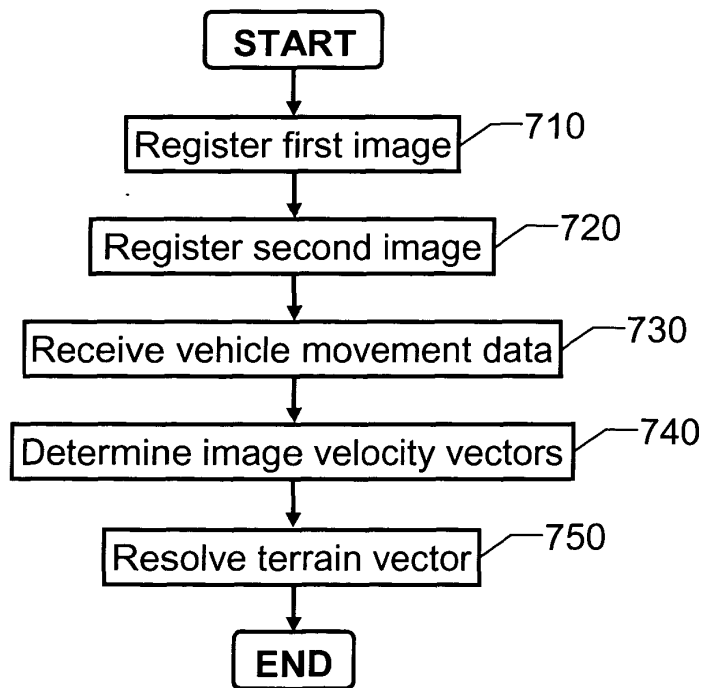 START
Register first image
710
Register second image
720
Receive vehicle movement data
730
Determine image velocity vectors
740
Resolve terrain vector
750
END